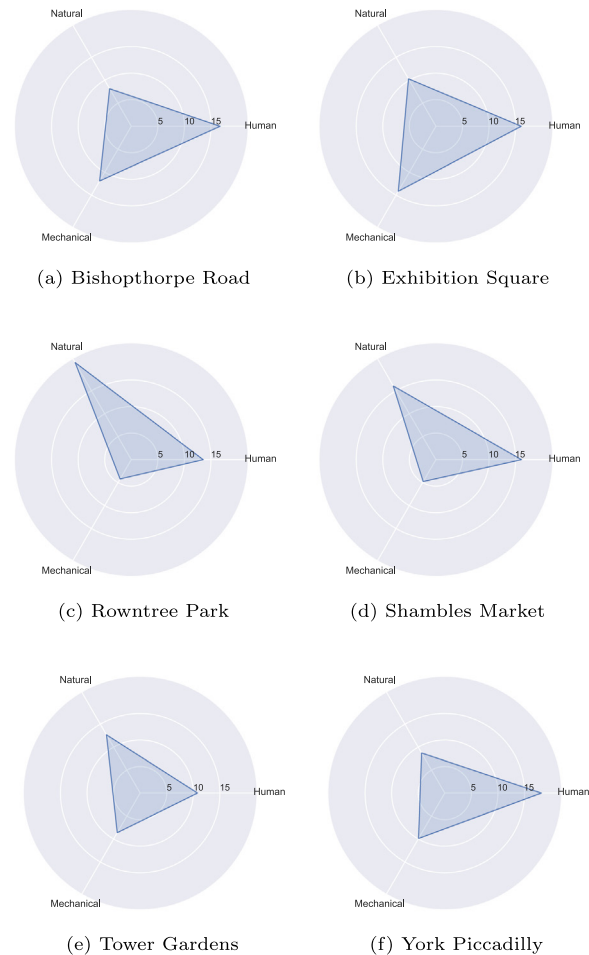 Natural
5 10 15
Human
Mechanical
(a) Bishopthorpe Road
Natural
5 10 15
Human
Mechanical
(b) Exhibition Square
Natural
5 10 15
Human
Mechanical
(c) Rowntree Park
Natural
5 10 15
Human
Mechanical
(d) Shambles Market
Natural
5 10 15
Human
Mechanical
(e) Tower Gardens
Natural
5 10 15
Human
Mechanical
(f) York Piccadilly